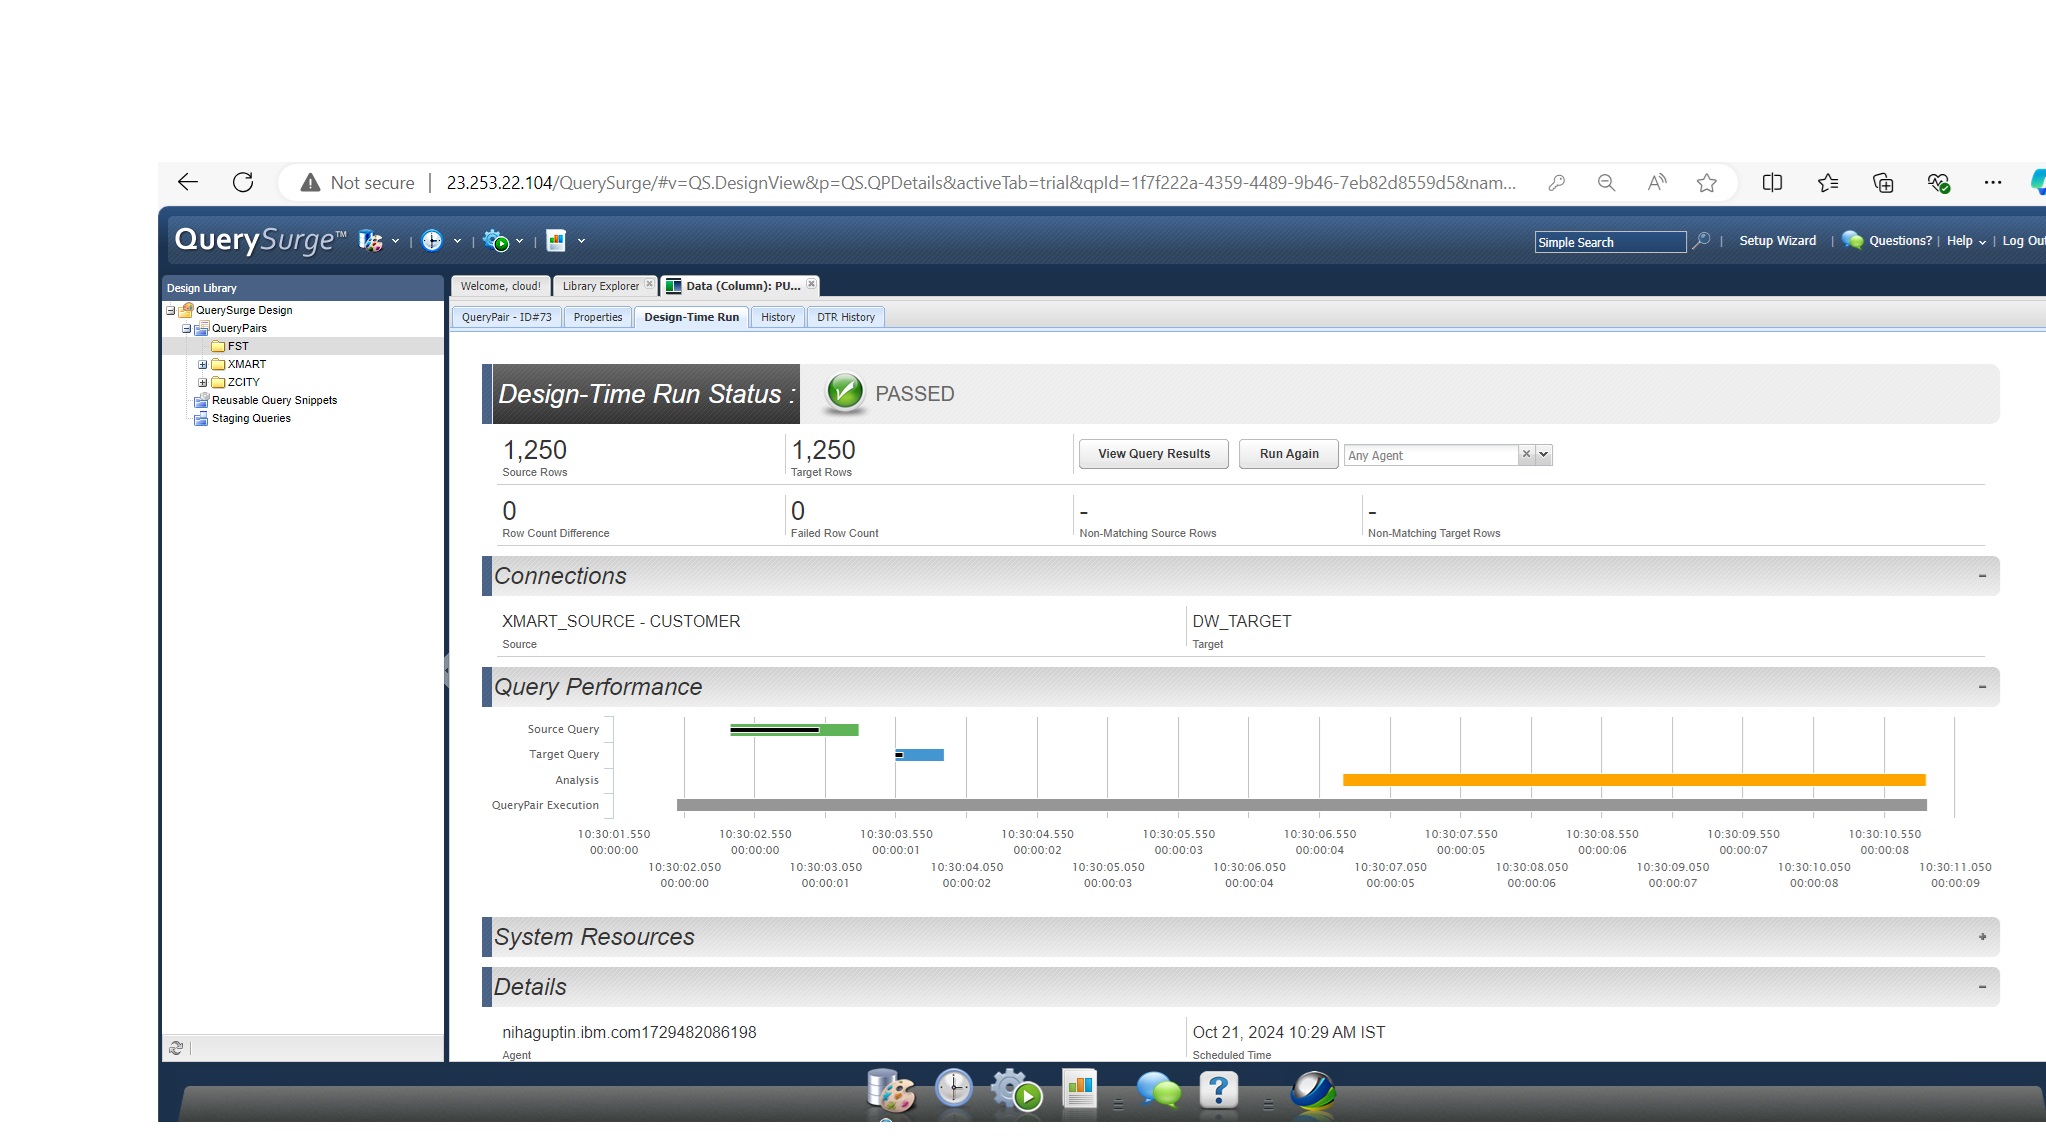 Not secure
23.253.22.104/QuerySurge/#v=QS.DesignView&p=QS.QPDetails&activeTab=trial&qpId=1f7f222a-4359-4489-9b46-7eb82d8559d5&nam...
QuerySurge™
Simple Search
Setup Wizard
Questions?
Help
Log Out
Design Library
QuerySurge Design
QueryPairs
FST
XMART
ZCITY
Reusable Query Snippets
Staging Queries
Welcome, cloud!
Library Explorer
Data (Column): PU...
QueryPair - ID#73
Properties
Design-Time Run
History
DTR History
Design-Time Run Status :
PASSED
1,250
Source Rows
1,250
Target Rows
View Query Results
Run Again
Any Agent
0
Row Count Difference
0
Failed Row Count
-
Non-Matching Source Rows
-
Non-Matching Target Rows
Connections
XMART_SOURCE - CUSTOMER
Source
DW_TARGET
Target
Query Performance
Source Query
Target Query
Analysis
QueryPair Execution
10:30:01.550 10:30:02.550 10:30:03.550 10:30:04.550 10:30:05.550 10:30:06.550 10:30:07.550 10:30:08.550 10:30:09.550 10:30:10.550
00:00:00 00:00:00 00:00:01 00:00:02 00:00:03 00:00:04 00:00:05 00:00:06 00:00:07 00:00:08
10:30:02.050 10:30:03.050 10:30:04.050 10:30:05.050 10:30:06.050 10:30:07.050 10:30:08.050 10:30:09.050 10:30:10.050 10:30:11.050
00:00:00 00:00:01 00:00:02 00:00:03 00:00:04 00:00:05 00:00:06 00:00:07 00:00:08 00:00:09
System Resources
Details
nihaguptin.ibm.com1729482086198
Agent
Oct 21, 2024 10:29 AM IST
Scheduled Time